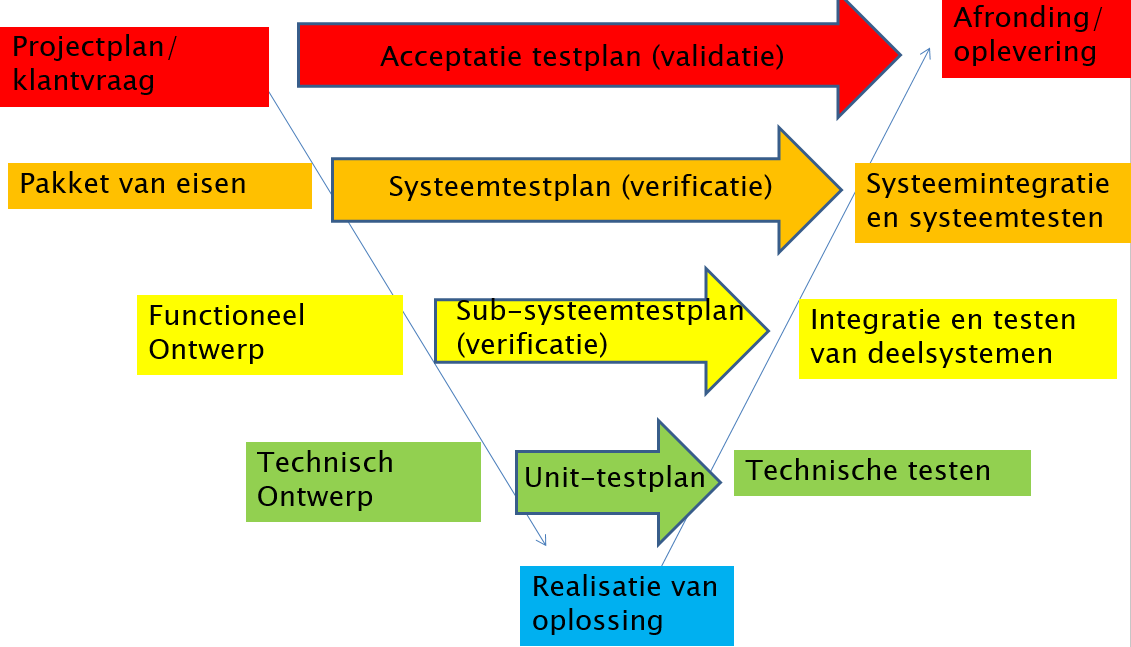 Projectplan/
klantvraag
Acceptatie testplan (validatie)
Afronding/
oplevering
Pakket van eisen
Systeemtestplan (verificatie)
Systeemintegratie
en systeemtesten
Functioneel
Ontwerp
Sub-systeemtestplan
(verificatie)
Integratie en testen
van deelsystemen
Technisch
Ontwerp
Unit-testplan
Technische testen
Realisatie van
oplossing